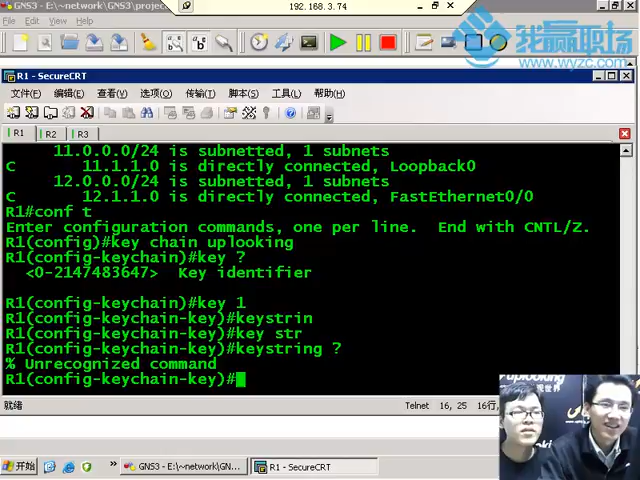 GNS3 - E:\~network\GNS3\project
192.168.3.74
File Edit View
我赢职场
www.wyzc.com
R1 - SecureCRT
文件(F) 编辑(E) 查看(V) 选项(O) 传输(T) 脚本(S) 工具(L) 帮助(H)
R1 R2 R3
11.0.0.0/24 is subnetted, 1 subnets
C 11.1.1.0 is directly connected, Loopback0
12.0.0.0/24 is subnetted, 1 subnets
C 12.1.1.0 is directly connected, FastEthernet0/0
R1#conf t
Enter configuration commands, one per line. End with CNTL/Z.
R1(config)#key chain uplooking
R1(config-keychain)#key ?
<0-2147483647> Key identifier
R1(config-keychain)#key 1
R1(config-keychain-key)#keystrin
R1(config-keychain-key)#key str
R1(config-keychain-key)#keystring ?
% Unrecognized command
R1(config-keychain-key)#
就绪 Telnet 16, 25 16行,
开始 GNS3 - E:\~network\GN... R1 - SecureCRT